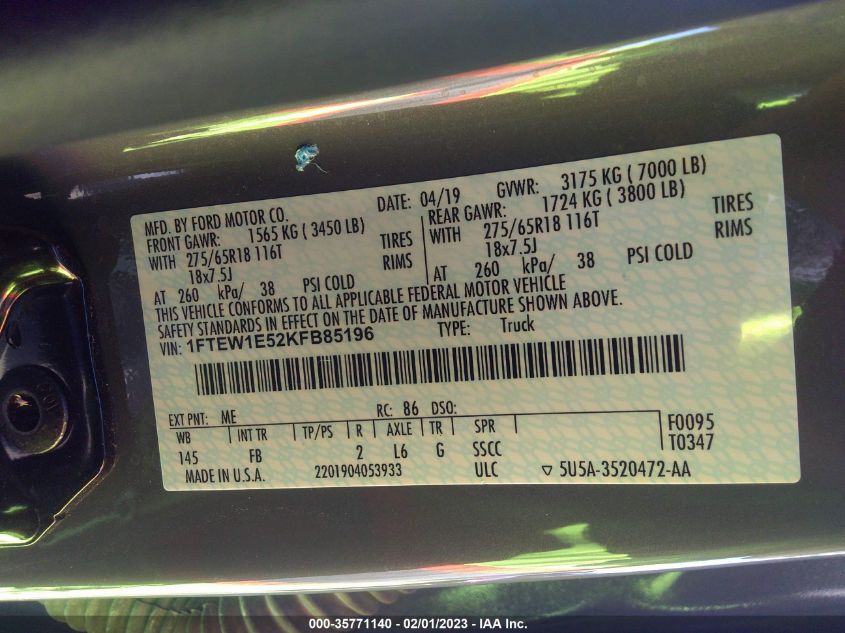 MFD. BY FORD MOTOR CO. DATE: 04/19 GVWR: 3175 KG ( 7000 LB)
FRONT GAWR: 1565 KG ( 3450 LB) REAR GAWR: 1724 KG ( 3800 LB)
WITH 275/65R18 116T TIRES WITH 275/65R18 116T TIRES
18x7.5J RIMS 18x7.5J RIMS
AT 260 kPa/ 38 PSI COLD AT 260 kPa/ 38 PSI COLD
THIS VEHICLE CONFORMS TO ALL APPLICABLE FEDERAL MOTOR VEHICLE
SAFETY STANDARDS IN EFFECT ON THE DATE OF MANUFACTURE SHOWN ABOVE.
VIN: 1FTEW1E52KFB85196 TYPE: Truck
EXT PNT: ME RC: 86 DSO:
WB INT TR TP/PS R AXLE TR SPR F0095
145 FB 2 L6 G SSCC T0347
MADE IN U.S.A. 2201904053933 ULC ▽ 5U5A-3520472-AA
000-35771140 - 02/01/2023 - IAA Inc.